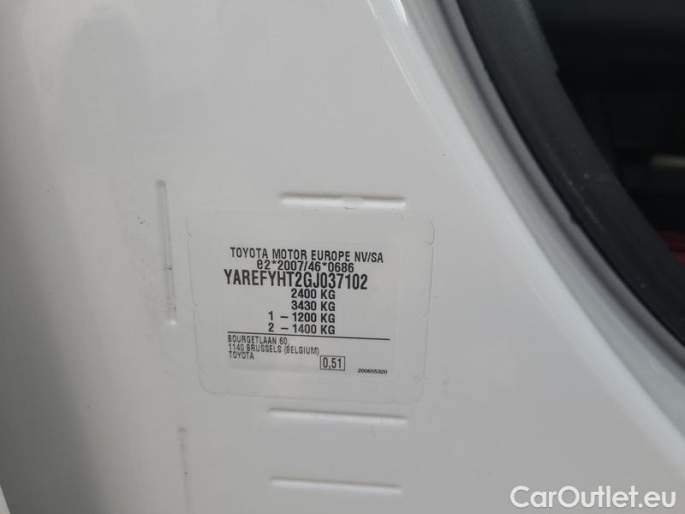 TOYOTA MOTOR EUROPE NV/SA
e2*2007/46*0686
YAREFYHT2GJ037102
2400 KG
3430 KG
1 - 1200 KG
2 - 1400 KG
BOURGETLAAN 60
1140 BRUSSELS (BELGIUM)
TOYOTA
0.51
CarOutlet.eu